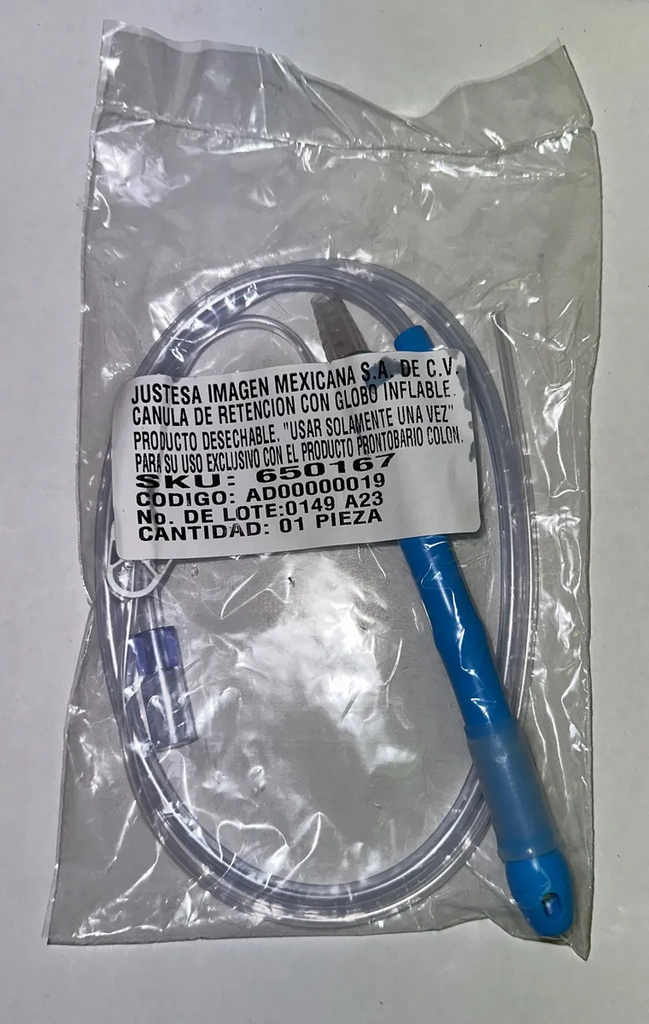 JUSTESA IMAGEN MEXICANA S.A. DE C.V.
CANULA DE RETENCION CON GLOBO INFLABLE.
PRODUCTO DESECHABLE. "USAR SOLAMENTE UNA VEZ"
PARA SU USO EXCLUSIVO CON EL PRODUCTO PRONTOBARIO COLON.
SKU: 650167
CODIGO: AD00000019
No. DE LOTE:0149 A23
CANTIDAD: 01 PIEZA